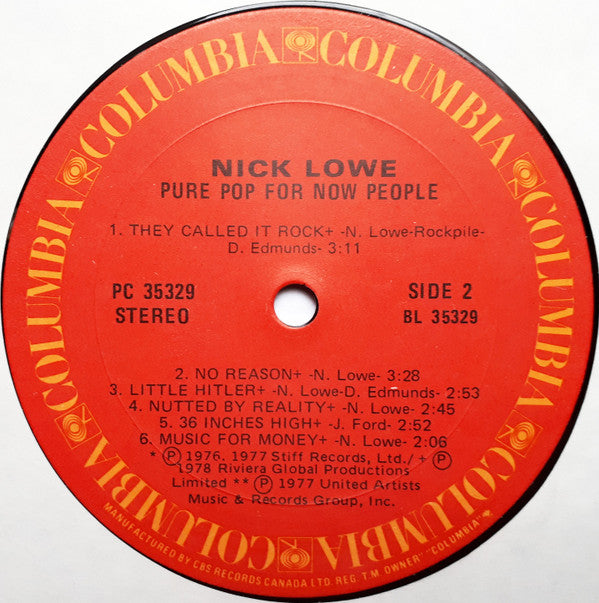 COLUMBIA COLUMBIA COLUMBIA COLUMBIA COLUMBIA COLUMBIA
NICK LOWE
PURE POP FOR NOW PEOPLE
1. THEY CALLED IT ROCK+ -N. Lowe-Rockpile-
D. Edmunds- 3:11
PC 35329
STEREO
SIDE 2
BL 35329
2. NO REASON+ -N. Lowe- 3:28
3. LITTLE HITLER+ -N. Lowe-D. Edmunds- 2:53
4. NUTTED BY REALITY+ -N. Lowe- 2:45
5. 36 INCHES HIGH+ -J. Ford- 2:52
6. MUSIC FOR MONEY+ -N. Lowe- 2:06
* Ⓟ 1976. 1977 Stiff Records, Ltd./+ Ⓟ
1978 Riviera Global Productions
Limited ** Ⓟ 1977 United Artists
Music & Records Group, Inc.
MANUFACTURED BY CBS RECORDS CANADA LTD. REG. T.M OWNER "COLUMBIA"